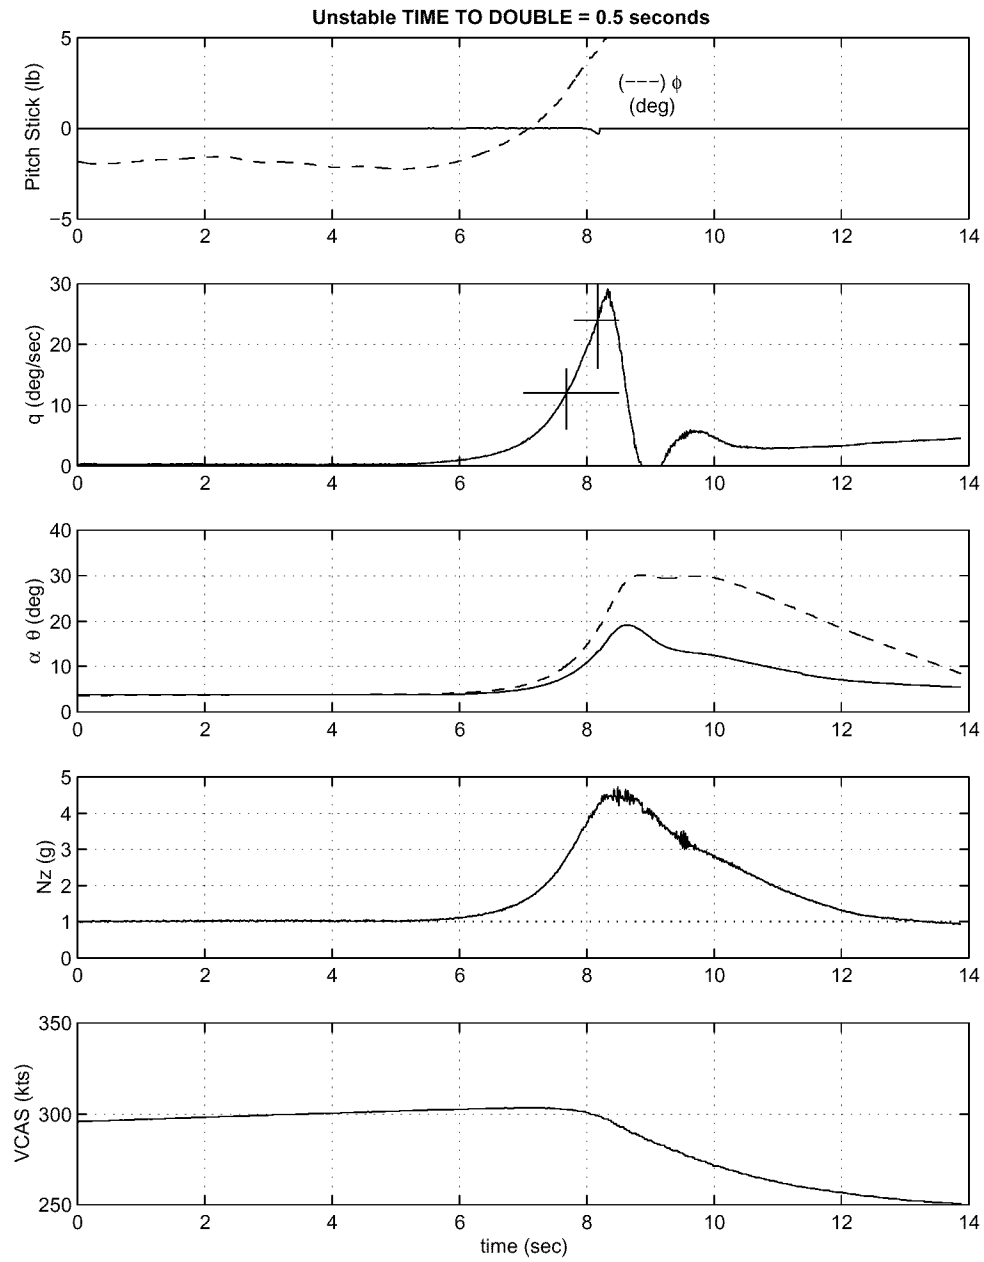 Unstable TIME TO DOUBLE = 0.5 seconds
5
0
−5
Pitch Stick (lb)
(−−−) ϕ
(deg)
0 2 4 6 8 10 12 14
30
20
10
0
q (deg/sec)
0 2 4 6 8 10 12 14
40
30
20
10
0
α θ (deg)
0 2 4 6 8 10 12 14
5
4
3
2
1
0
Nz (g)
0 2 4 6 8 10 12 14
350
300
250
VCAS (kts)
0 2 4 6 8 10 12 14
time (sec)